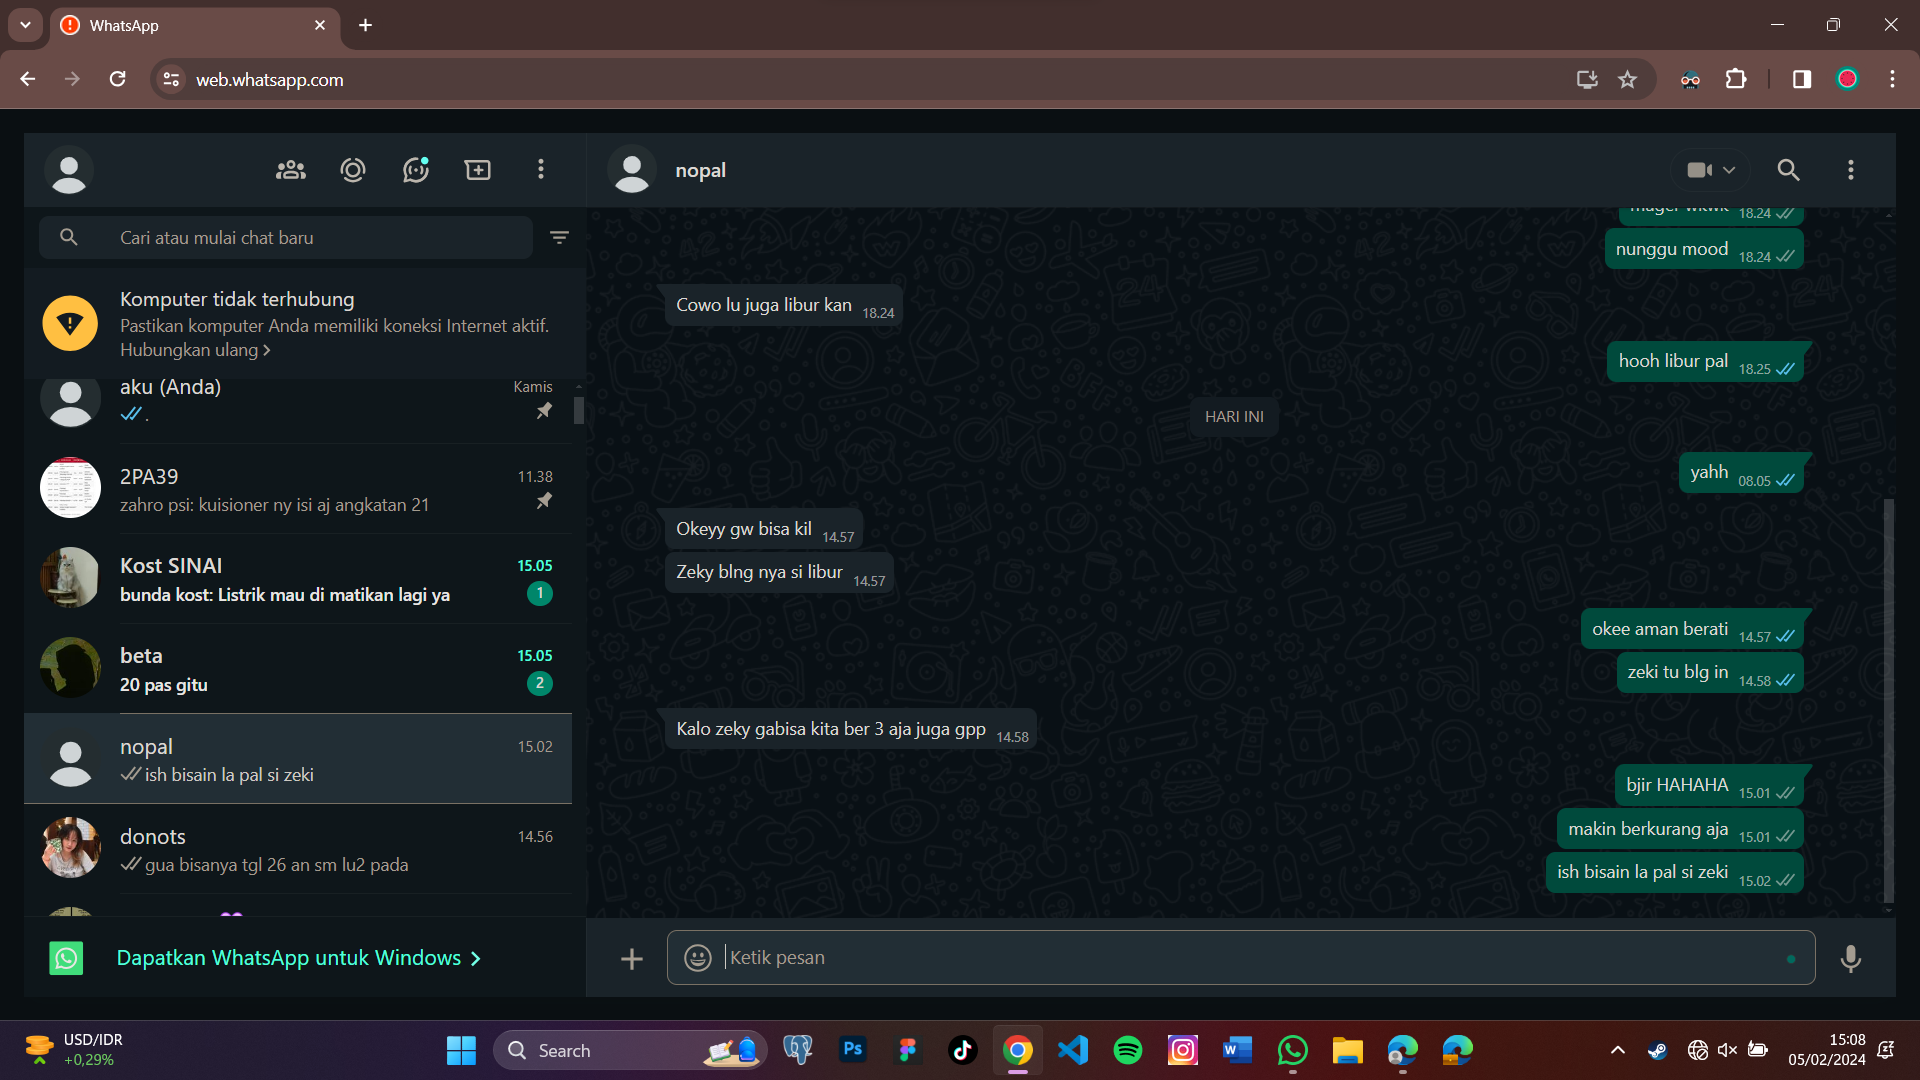 WhatsApp
web.whatsapp.com
nopal
Cari atau mulai chat baru
Komputer tidak terhubung
Pastikan komputer Anda memiliki koneksi Internet aktif.
Hubungkan ulang
aku (Anda)
Kamis
.
2PA39
11.38
zahro psi: kuisioner ny isi aj angkatan 21
Kost SINAI
15.05
bunda kost: Listrik mau di matikan lagi ya
1
beta
15.05
20 pas gitu
2
nopal
15.02
ish bisain la pal si zeki
donots
14.56
gua bisanya tgl 26 an sm lu2 pada
Dapatkan WhatsApp untuk Windows
mager wkwk 18.24
nunggu mood 18.24
Cowo lu juga libur kan 18.24
hooh libur pal 18.25
HARI INI
yahh 08.05
Okeyy gw bisa kil 14.57
Zeky blng nya si libur 14.57
okee aman berati 14.57
zeki tu blg in 14.58
Kalo zeky gabisa kita ber 3 aja juga gpp 14.58
bjir HAHAHA 15.01
makin berkurang aja 15.01
ish bisain la pal si zeki 15.02
Ketik pesan
USD/IDR
+0,29%
Search
Ps
W
15:08
05/02/2024